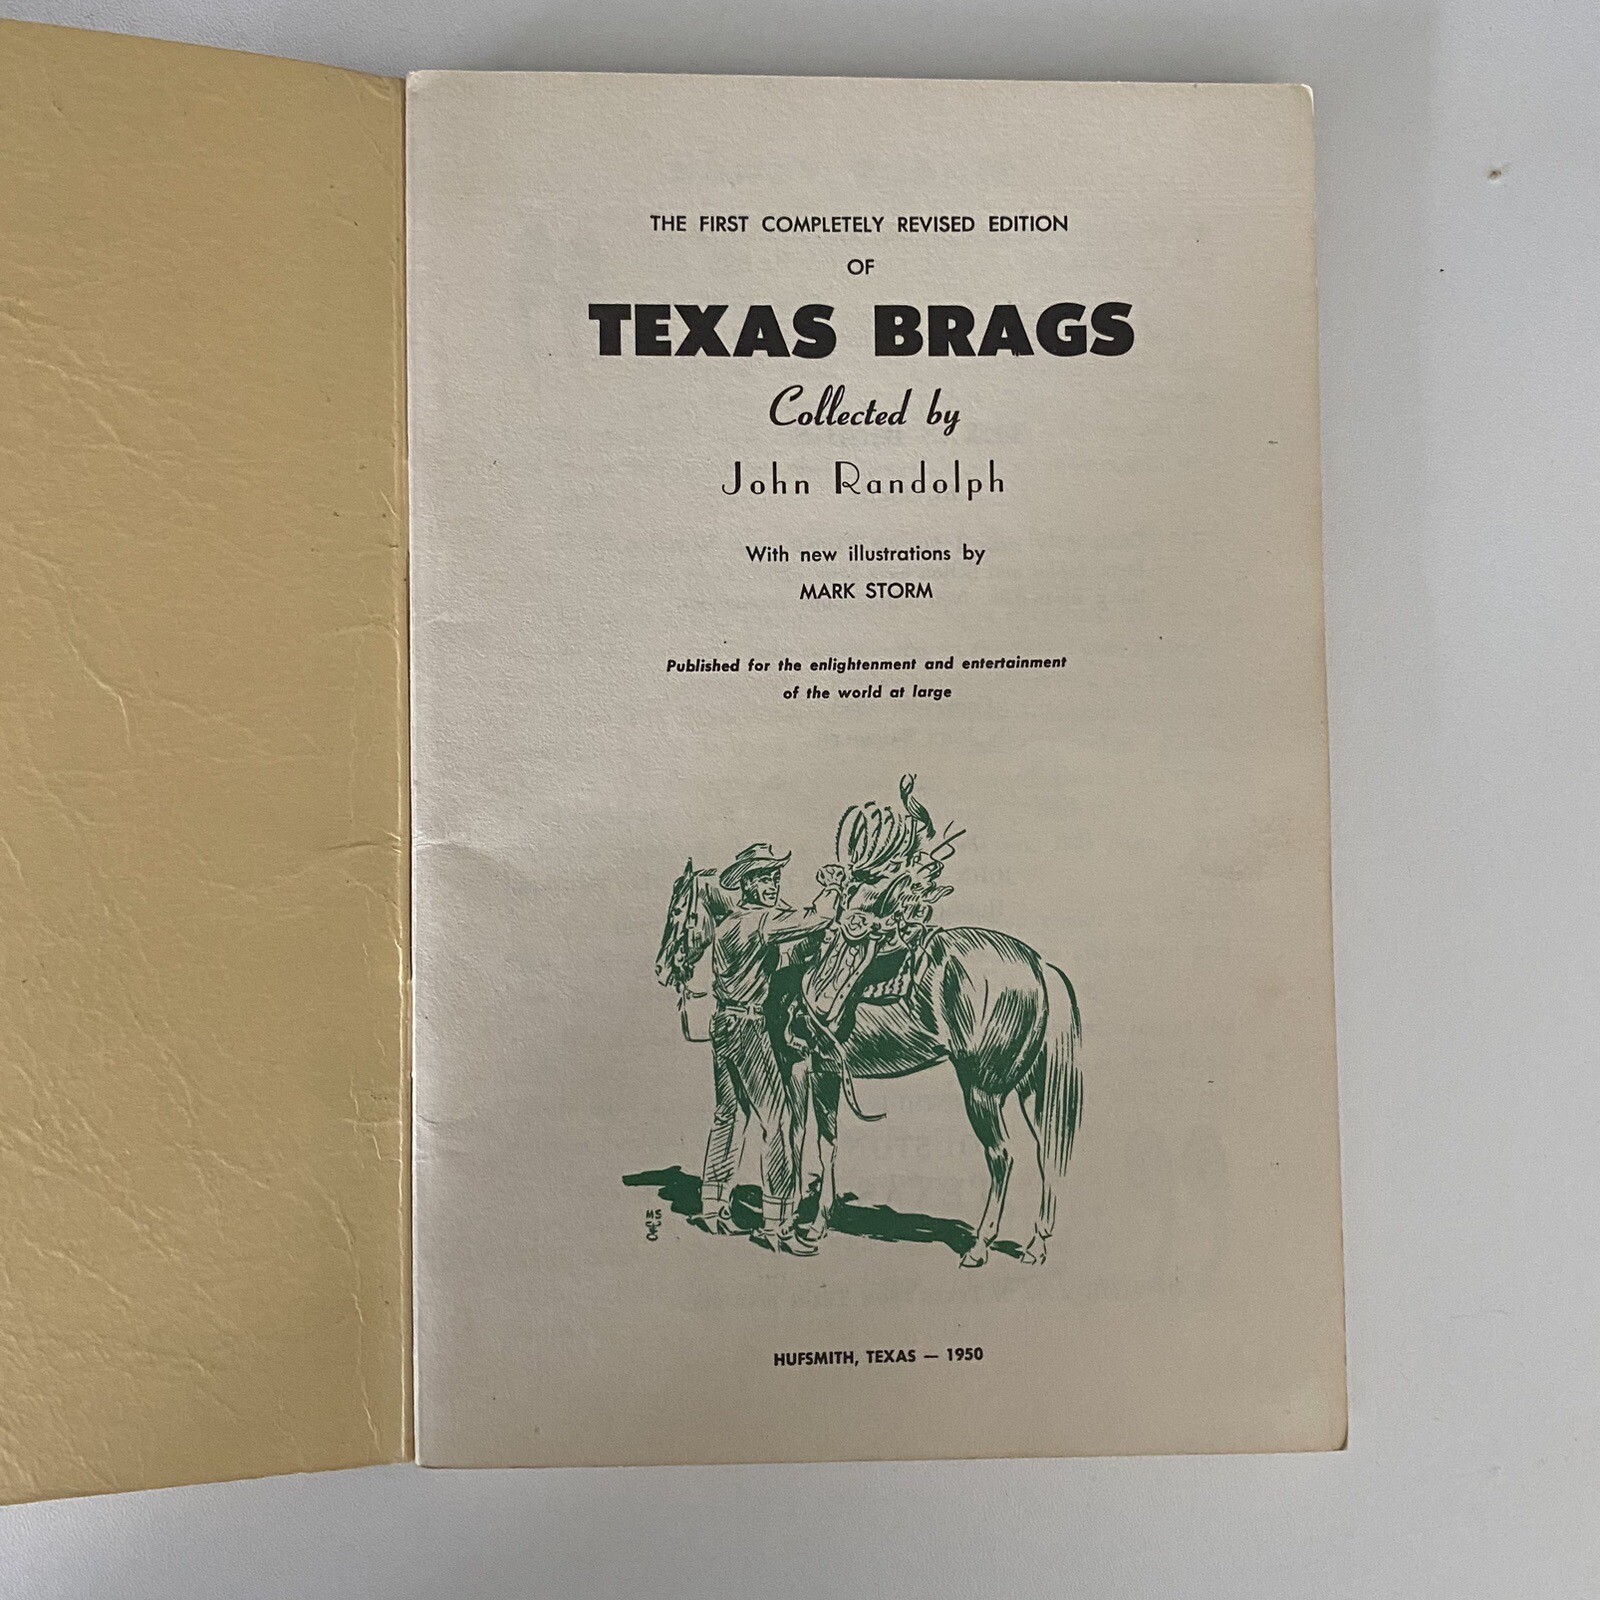 THE FIRST COMPLETELY REVISED EDITION
OF
TEXAS BRAGS
Collected by
John Randolph
With new illustrations by
MARK STORM
Published for the enlightenment and entertainment
of the world at large
MS
HUFSMITH, TEXAS — 1950